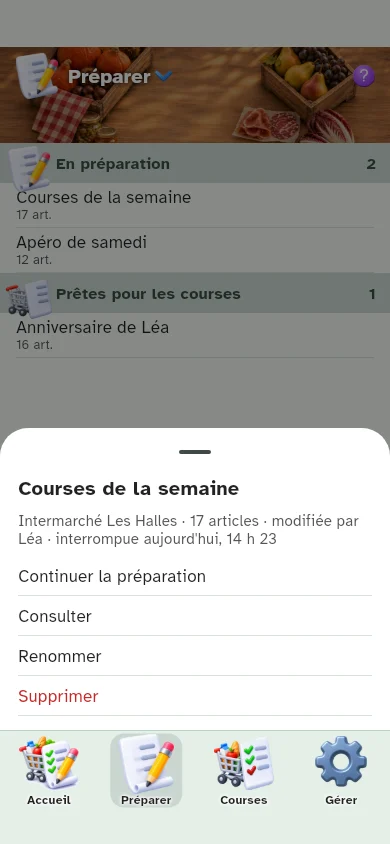 Préparer
?
En préparation 2
Courses de la semaine
17 art.
Apéro de samedi
12 art.
Prêtes pour les courses 1
Anniversaire de Léa
16 art.
Courses de la semaine
Intermarché Les Halles · 17 articles · modifiée par
Léa · interrompue aujourd'hui, 14 h 23
Continuer la préparation
Consulter
Renommer
Supprimer
Accueil Préparer Courses Gérer